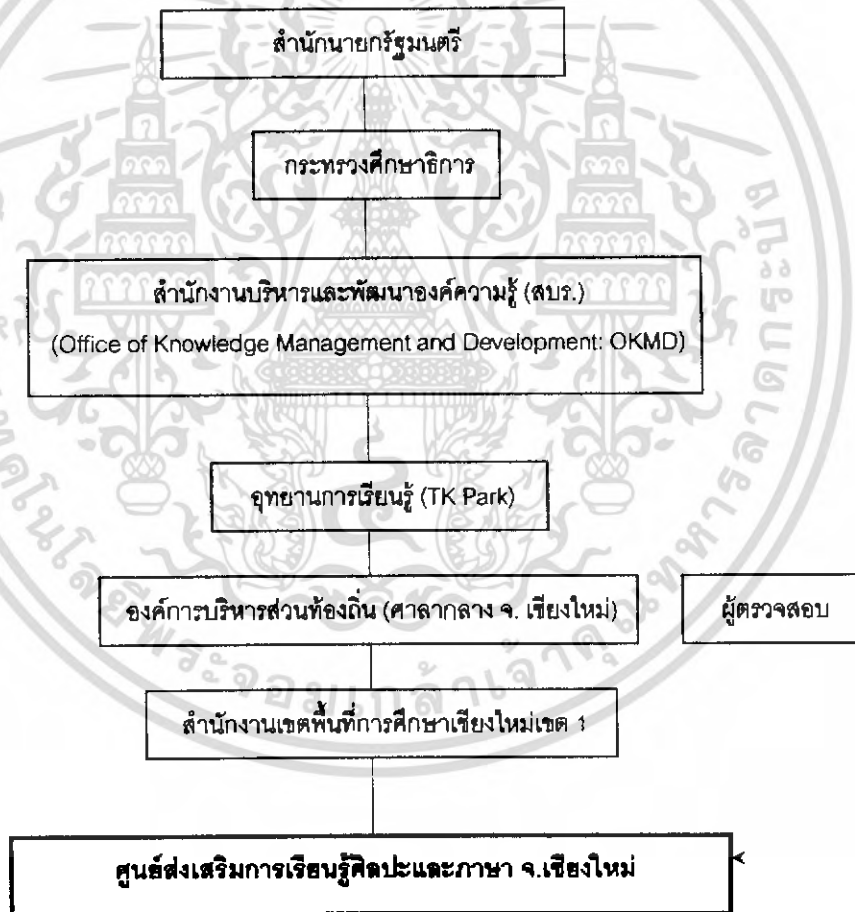 สำนักนายกรัฐมนตรี
กระทรวงศึกษาธิการ
สำนักงานบริหารและพัฒนาองค์ความรู้ (สบร.)
(Office of Knowledge Management and Development: OKMD)
อุทยานการเรียนรู้ (TK Park)
องค์การบริหารส่วนท้องถิ่น (ศาลากลาง จ. เชียงใหม่)
ผู้ตรวจสอบ
สำนักงานเขตพื้นที่การศึกษาเชียงใหม่เขต 1
ศูนย์ส่งเสริมการเรียนรู้ศิลปะและภาษา จ.เชียงใหม่